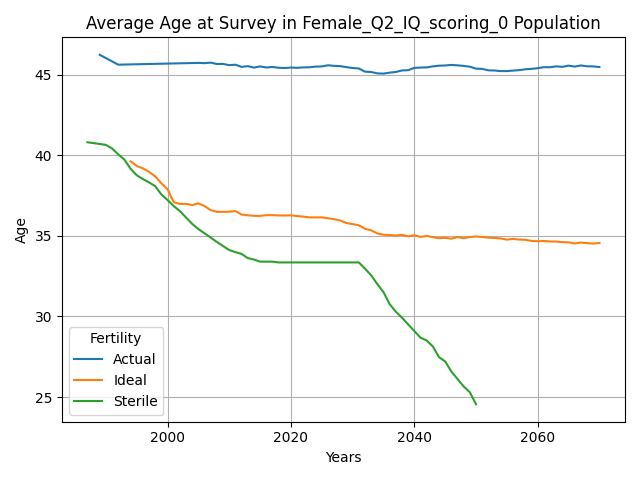 Average Age at Survey in Female_Q2_IQ_scoring_0 Population
Age
45
40
35
30
25
Fertility
Actual
Ideal
Sterile
2000
2020
2040
2060
Years